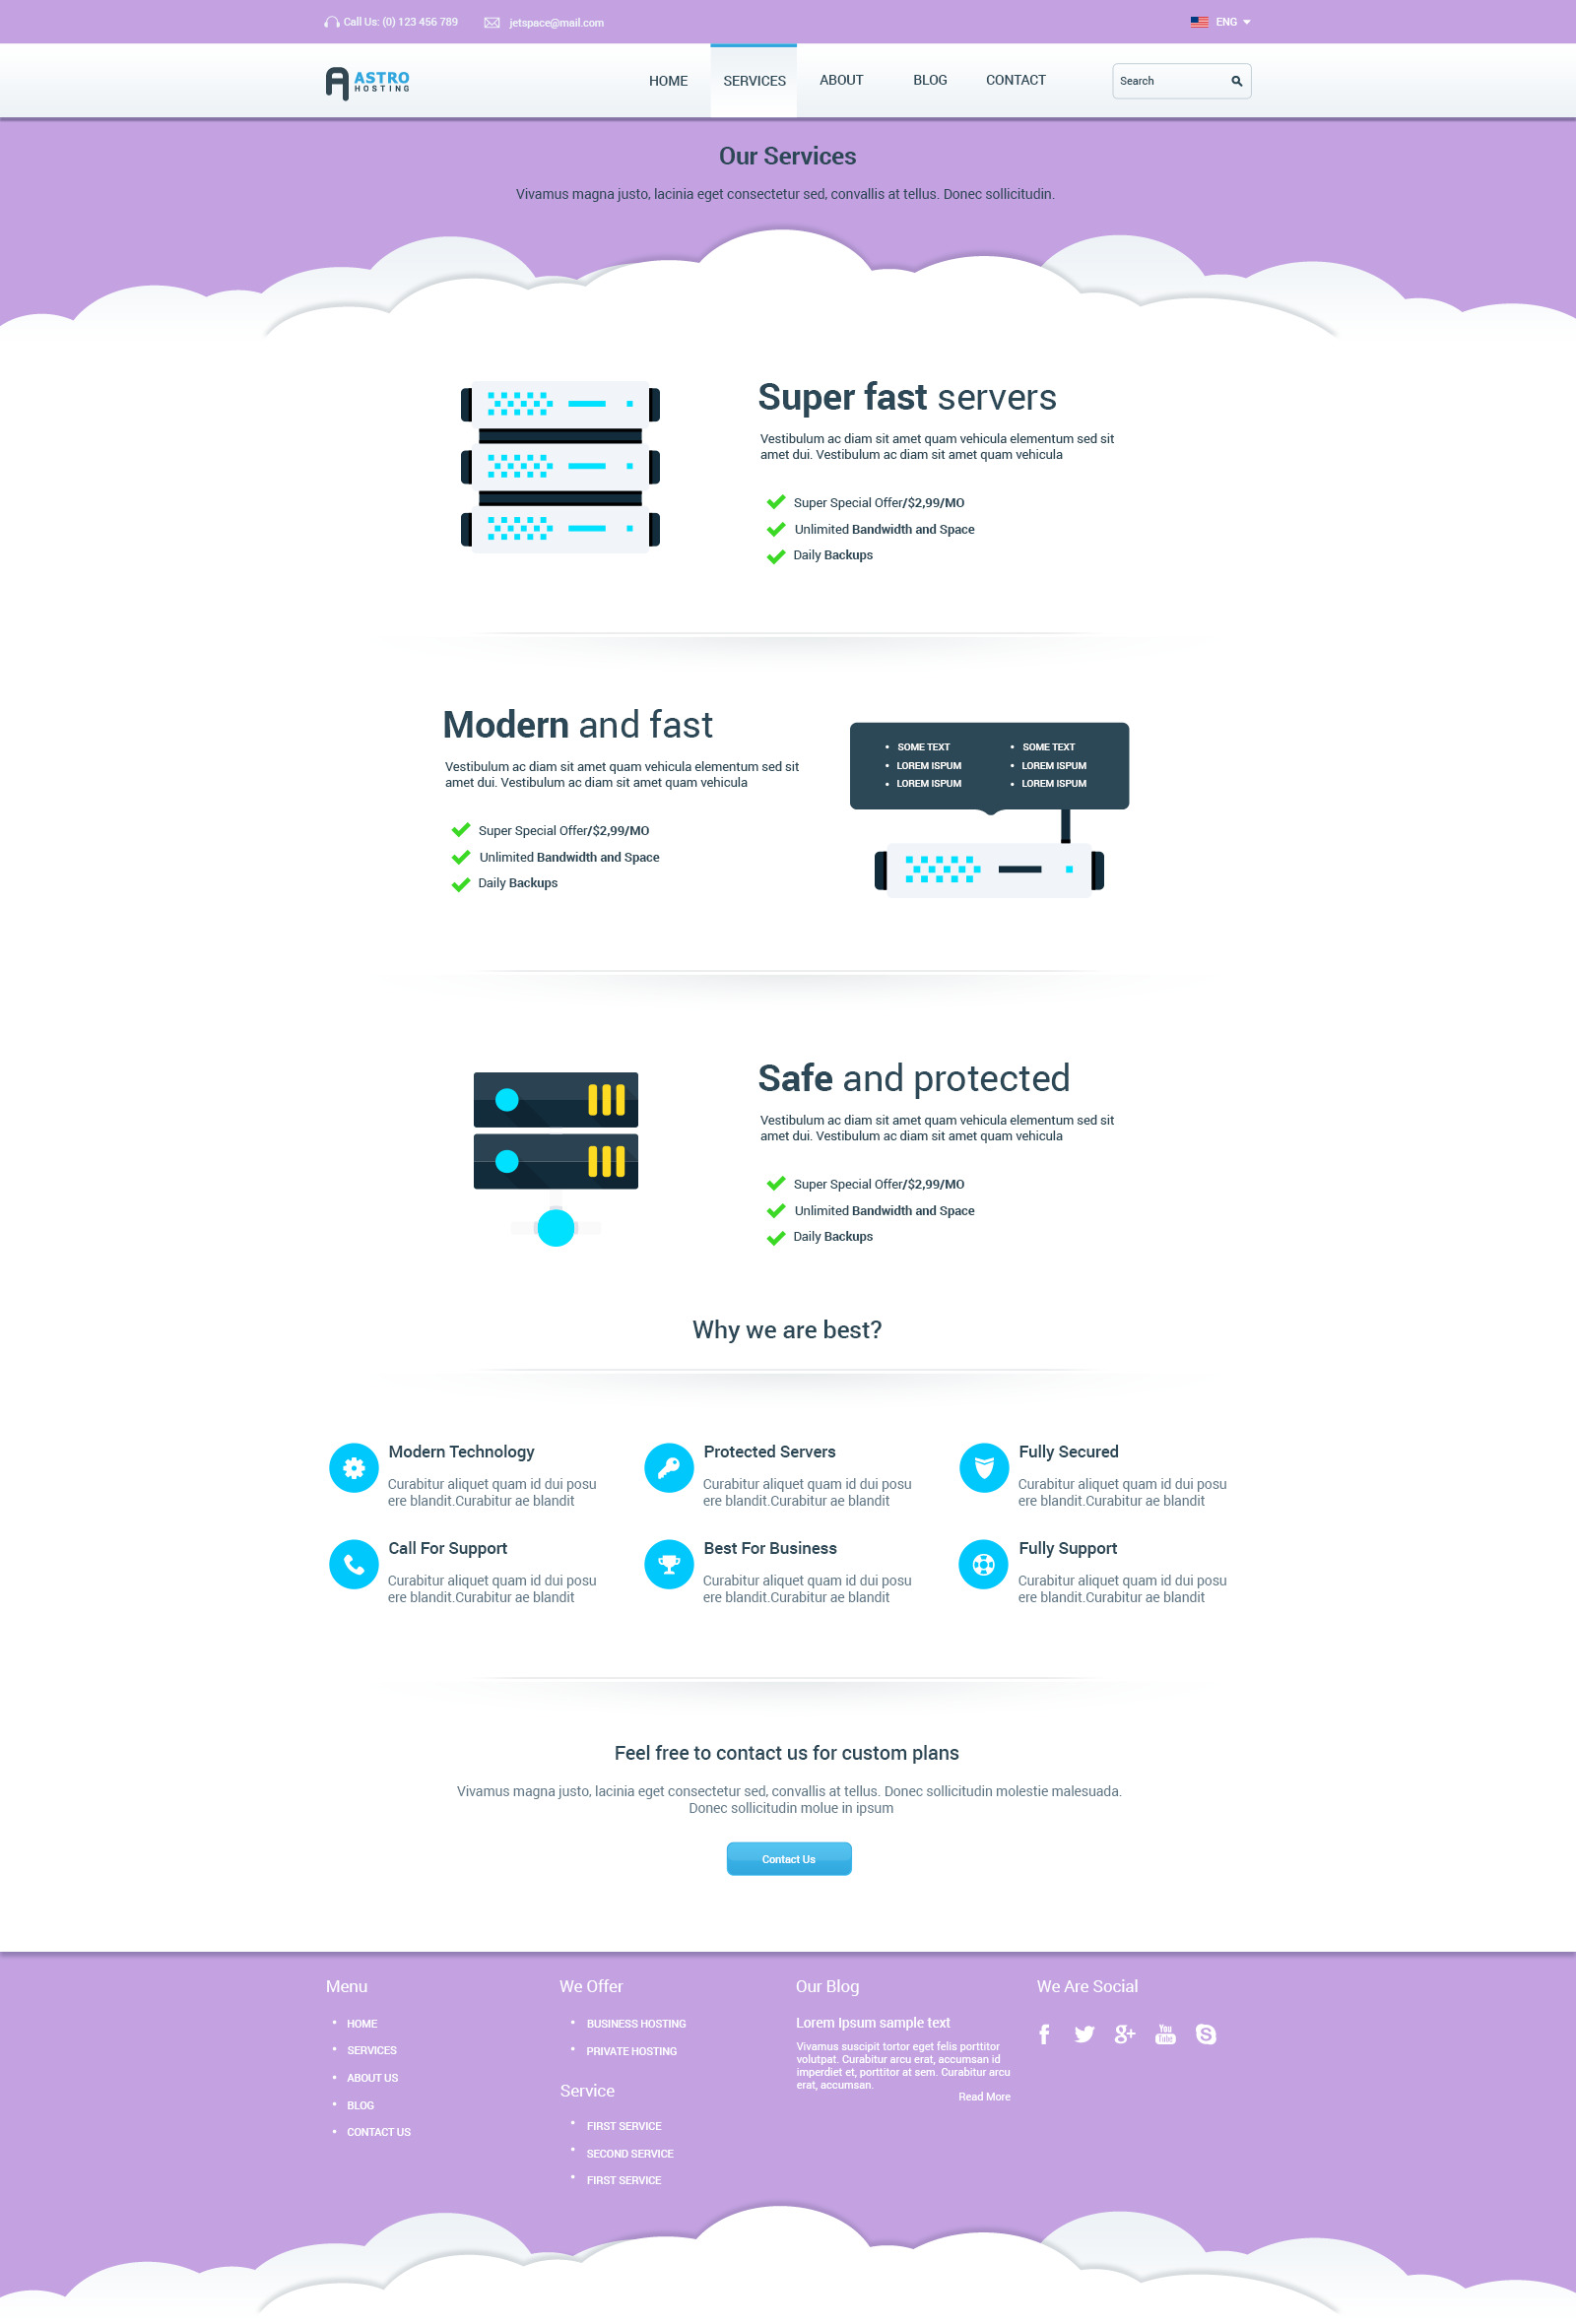 Call Us: (0) 123 456 789
jetspace@mail.com
ENG
ASTRO
HOSTING
HOME
SERVICES
ABOUT
BLOG
CONTACT
Search
Our Services
Vivamus magna justo, lacinia eget consectetur sed, convallis at tellus. Donec sollicitudin.
Super fast servers
Vestibulum ac diam sit amet quam vehicula elementum sed sit
amet dui. Vestibulum ac diam sit amet quam vehicula
Super Special Offer/$2,99/MO
Unlimited Bandwidth and Space
Daily Backups
Modern and fast
Vestibulum ac diam sit amet quam vehicula elementum sed sit
amet dui. Vestibulum ac diam sit amet quam vehicula
Super Special Offer/$2,99/MO
Unlimited Bandwidth and Space
Daily Backups
• SOME TEXT
• LOREM ISPUM
• LOREM ISPUM
• SOME TEXT
• LOREM ISPUM
• LOREM ISPUM
Safe and protected
Vestibulum ac diam sit amet quam vehicula elementum sed sit
amet dui. Vestibulum ac diam sit amet quam vehicula
Super Special Offer/$2,99/MO
Unlimited Bandwidth and Space
Daily Backups
Why we are best?
Modern Technology
Curabitur aliquet quam id dui posu
ere blandit.Curabitur ae blandit
Protected Servers
Curabitur aliquet quam id dui posu
ere blandit.Curabitur ae blandit
Fully Secured
Curabitur aliquet quam id dui posu
ere blandit.Curabitur ae blandit
Call For Support
Curabitur aliquet quam id dui posu
ere blandit.Curabitur ae blandit
Best For Business
Curabitur aliquet quam id dui posu
ere blandit.Curabitur ae blandit
Fully Support
Curabitur aliquet quam id dui posu
ere blandit.Curabitur ae blandit
Feel free to contact us for custom plans
Vivamus magna justo, lacinia eget consectetur sed, convallis at tellus. Donec sollicitudin molestie malesuada.
Donec sollicitudin molue in ipsum
Contact Us
Menu
• HOME
• SERVICES
• ABOUT US
• BLOG
• CONTACT US
We Offer
• BUSINESS HOSTING
• PRIVATE HOSTING
Service
• FIRST SERVICE
• SECOND SERVICE
• FIRST SERVICE
Our Blog
Lorem Ipsum sample text
Vivamus suscipit tortor eget felis porttitor
volutpat. Curabitur arcu erat, accumsan id
imperdiet et, porttitor at sem. Curabitur arcu
erat, accumsan.
Read More
We Are Social
f
g+
You
Tube
S